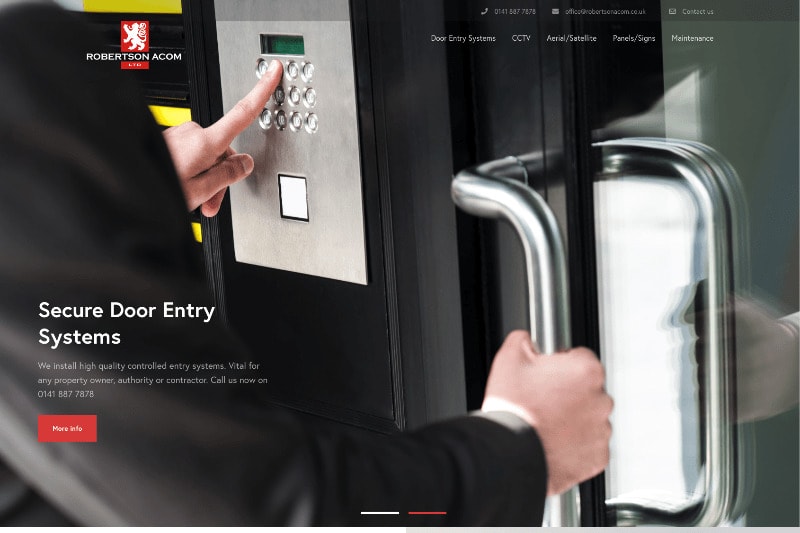 0141 887 7878
office@robertsonacom.co.uk
Contact us
ROBERTSON ACOM
LTD
Door Entry Systems
CCTV
Aerial/Satellite
Panels/Signs
Maintenance
Secure Door Entry
Systems
We install high quality controlled entry systems. Vital for
any property owner, authority or contractor. Call us now on
0141 887 7878
More info